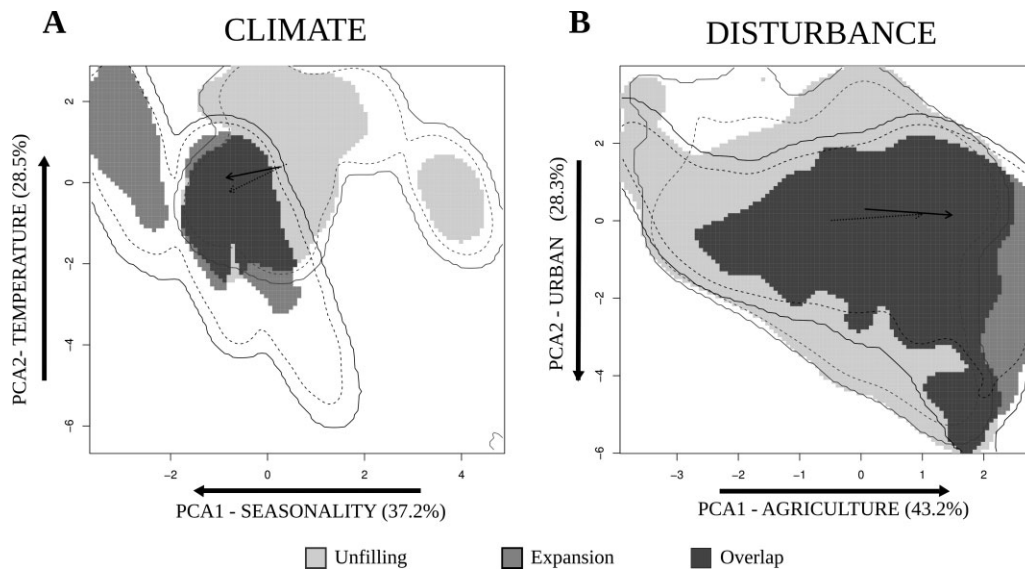 A
CLIMATE
B
DISTURBANCE
PCA2- TEMPERATURE (28.5%)
2
0
-2
-4
-6
-2
0
2
4
PCA1 - SEASONALITY (37.2%)
PCA2 - URBAN (28.3%)
2
0
-2
-4
-6
-3
-2
-1
0
1
2
PCA1 - AGRICULTURE (43.2%)
Unfilling
Expansion
Overlap